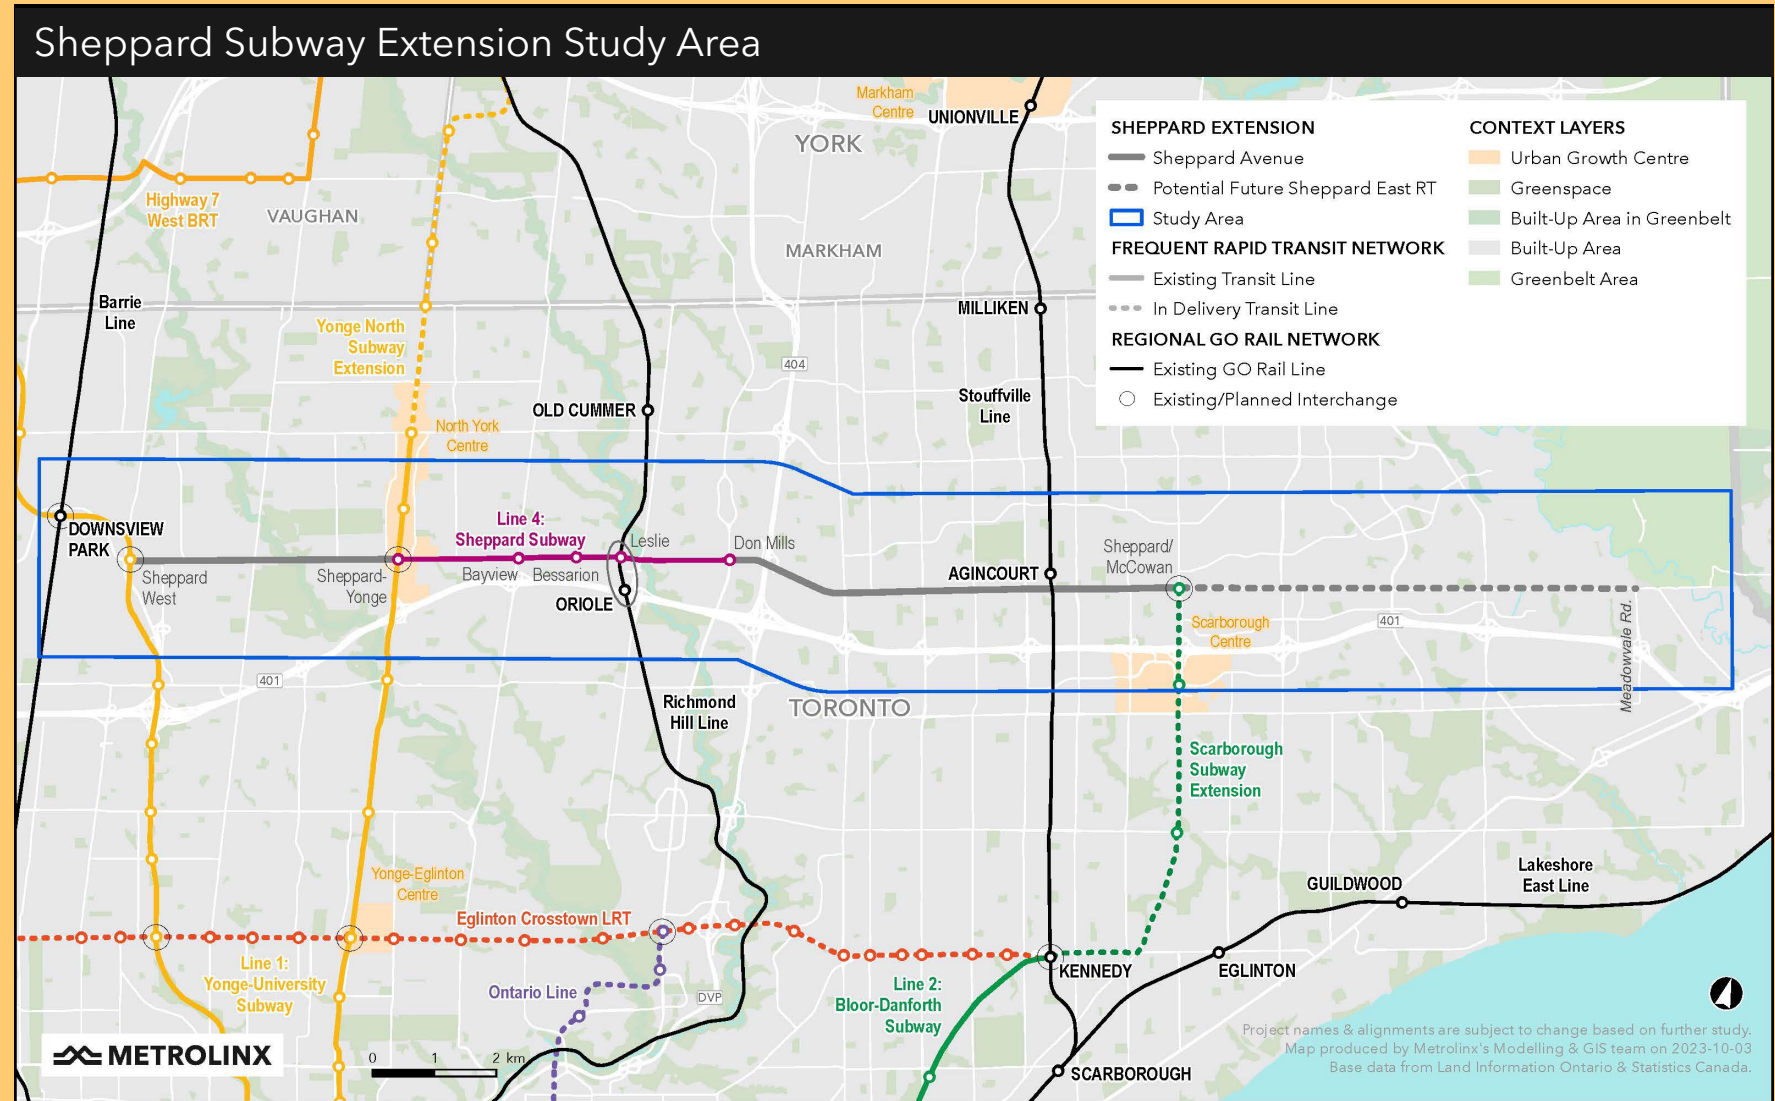 Sheppard Subway Extension Study Area
Markham
Centre
UNIONVILLE
YORK
SHEPPARD EXTENSION
Sheppard Avenue
Potential Future Sheppard East RT
Study Area
FREQUENT RAPID TRANSIT NETWORK
Existing Transit Line
In Delivery Transit Line
REGIONAL GO RAIL NETWORK
Existing GO Rail Line
Existing/Planned Interchange
CONTEXT LAYERS
Urban Growth Centre
Greenspace
Built-Up Area in Greenbelt
Built-Up Area
Greenbelt Area
Highway 7
West BRT
VAUGHAN
MARKHAM
Barrie
Line
MILLIKEN
Yonge North
Subway
Extension
404
OLD CUMMER
Stouffville
Line
North York
Centre
DOWNSVIEW
PARK
Line 4:
Sheppard Subway
Leslie
Don Mills
Sheppard
West
Sheppard-
Yonge
Bayview
Bessarion
ORIOLE
AGINCOURT
Sheppard/
McCowan
Scarborough
Centre
401
Meadowvale Rd.
401
Richmond
Hill Line
TORONTO
Scarborough
Subway
Extension
Yonge-Eglinton
Centre
Eglinton Crosstown LRT
GUILDWOOD
Lakeshore
East Line
Line 1:
Yonge-University
Subway
Ontario Line
DVP
Line 2:
Bloor-Danforth
Subway
KENNEDY
EGLINTON
SCARBOROUGH
METROLINX
0 1 2 km
Project names & alignments are subject to change based on further study.
Map produced by Metrolinx's Modelling & GIS team on 2023-10-03
Base data from Land Information Ontario & Statistics Canada.